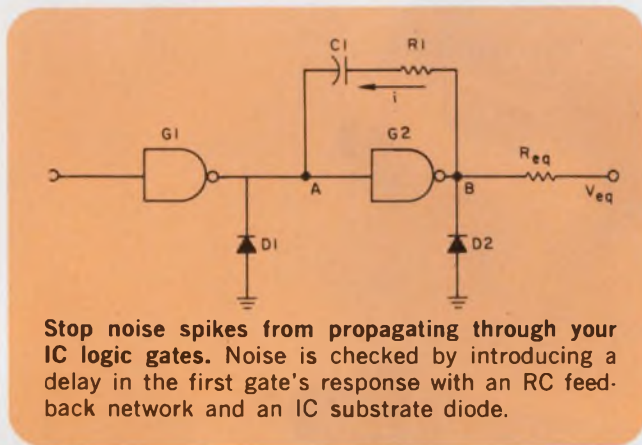 C1 R1
i
G1 G2
Req
A B Veq
D1 D2
Stop noise spikes from propagating through your
IC logic gates. Noise is checked by introducing a
delay in the first gate's response with an RC feed-
back network and an IC substrate diode.